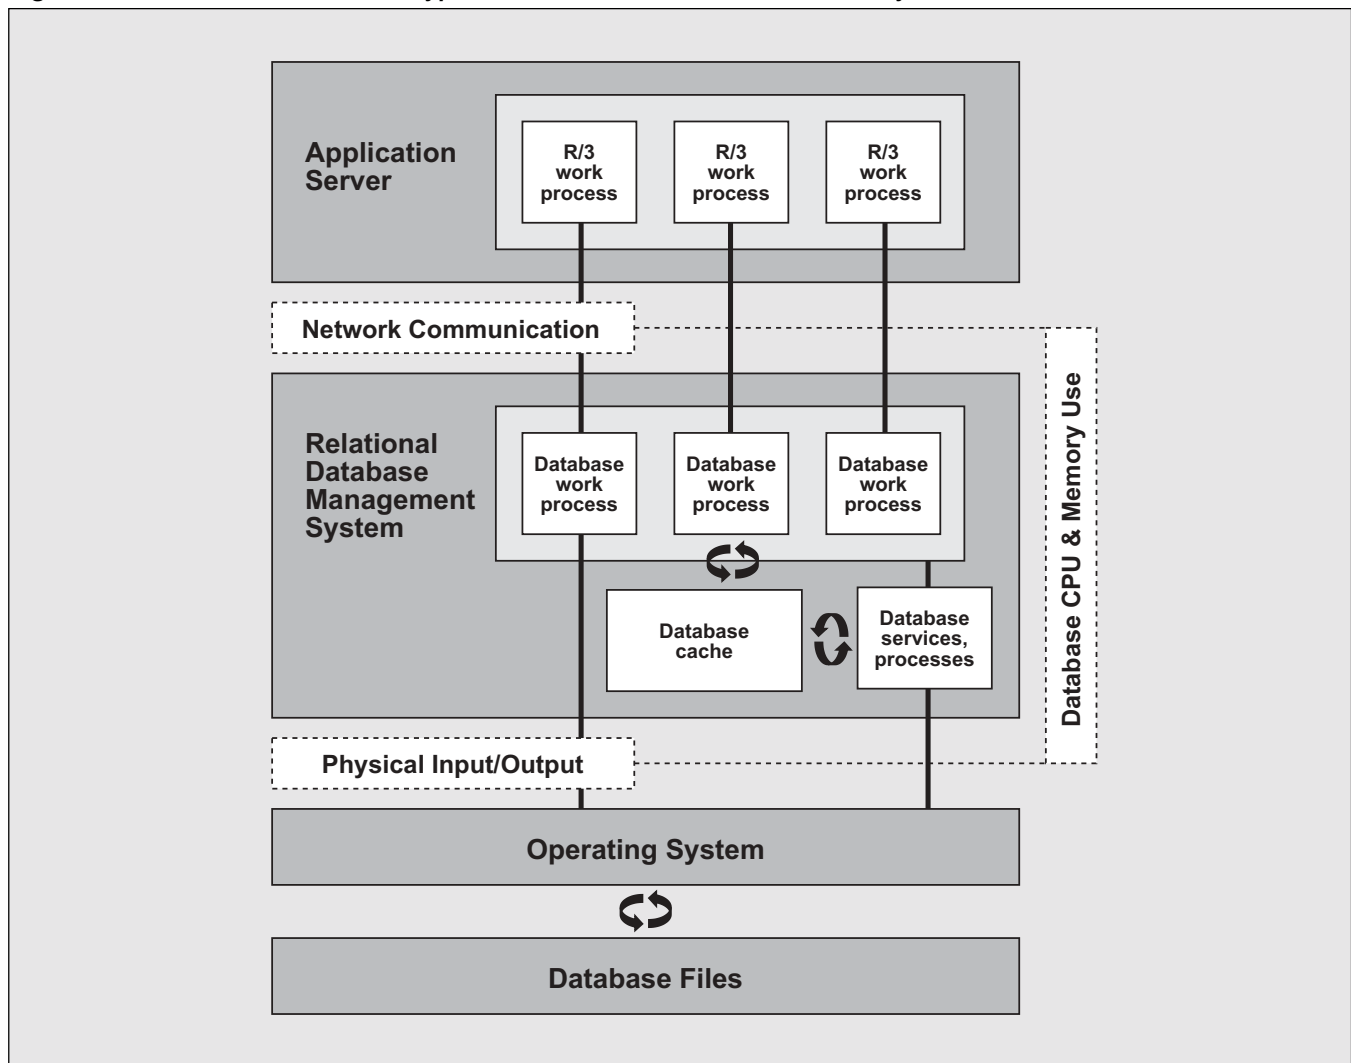 Application
Server
R/3
work
process
R/3
work
process
R/3
work
process
Network Communication
Relational
Database
Management
System
Database
work
process
Database
work
process
Database
work
process
Database
cache
Database
services,
processes
Database CPU & Memory Use
Physical Input/Output
Operating System
Database Files